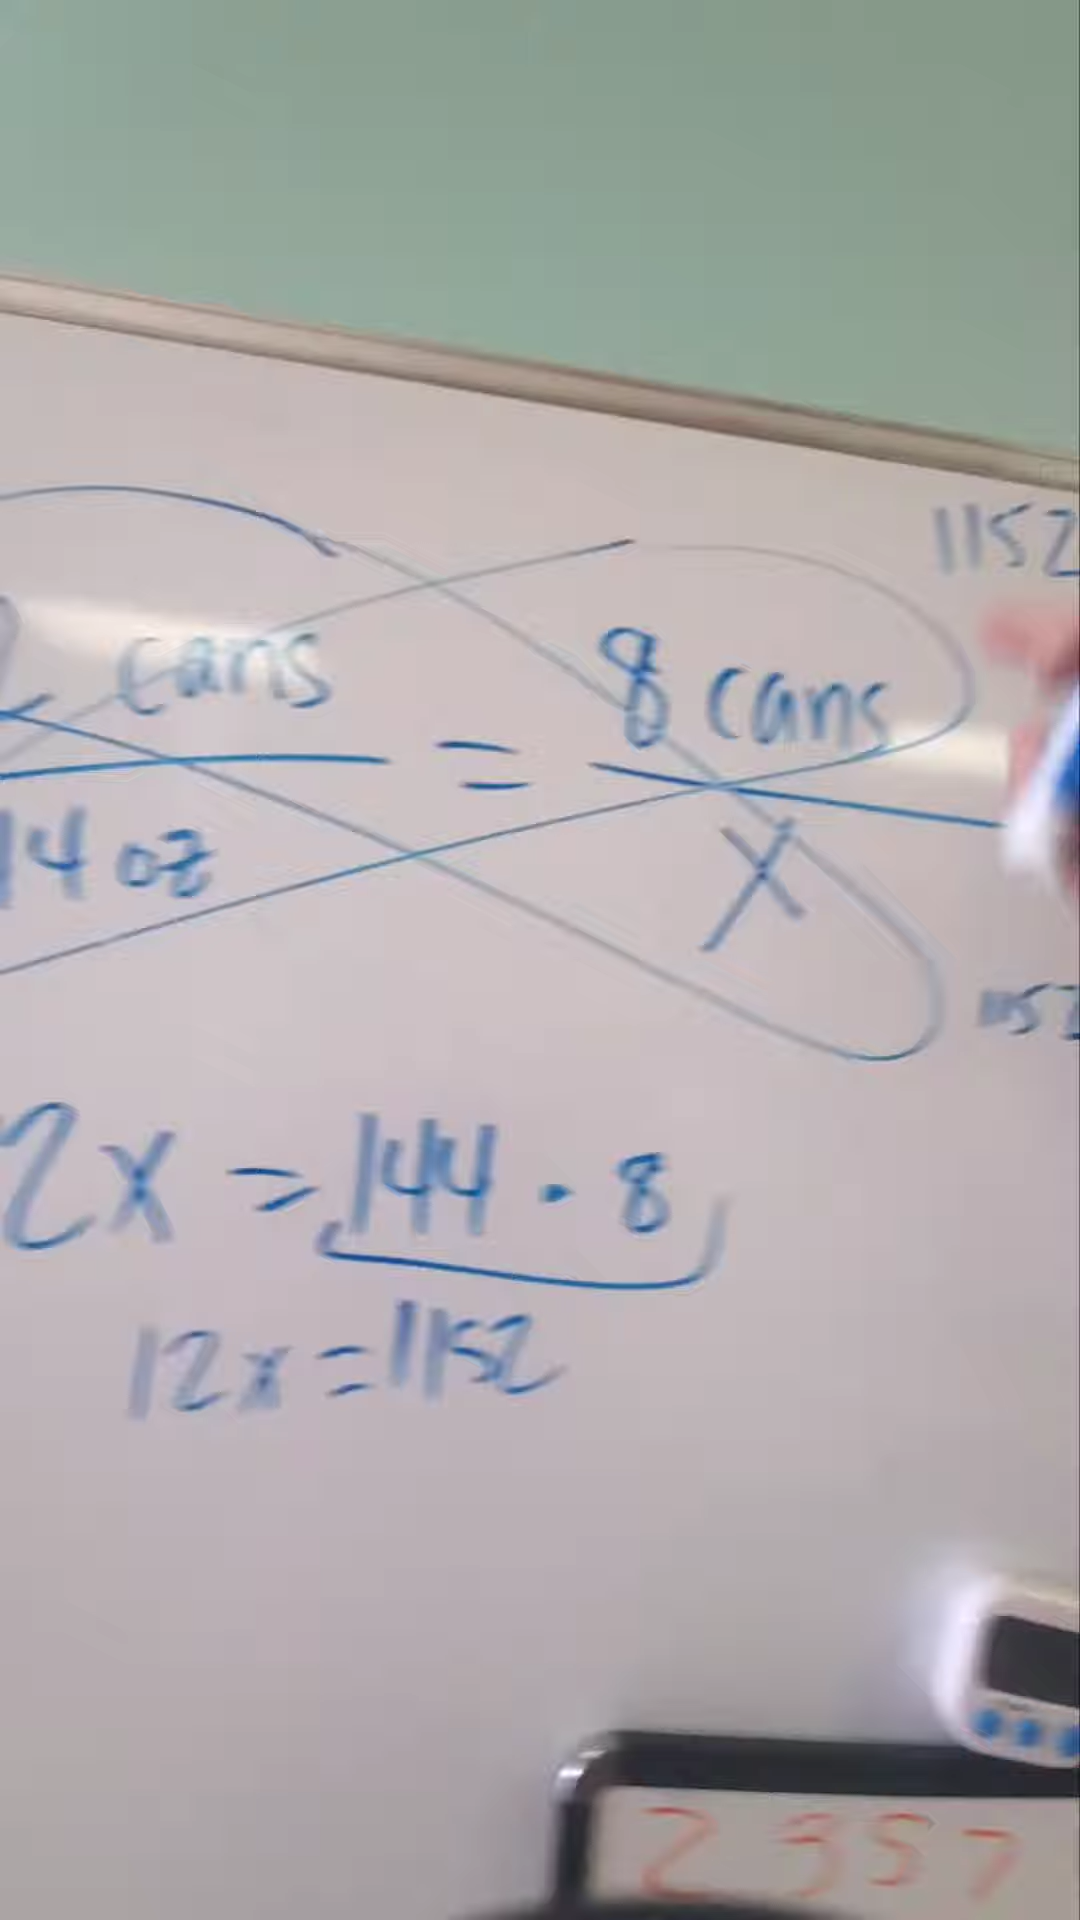 1152
cans = 8 cans
14 oz X
1152
2x = 144 · 8
12x = 1152
2357